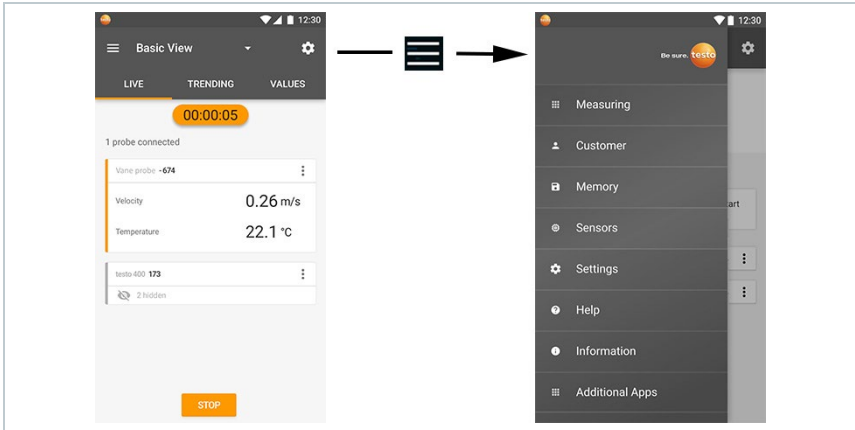 12:30
Basic View
LIVE TRENDING VALUES
00:00:05
1 probe connected
Vane probe -674
Velocity 0.26 m/s
Temperature 22.1 °C
testo 400 173
2 hidden
STOP
testo
12:30
Be sure. testo
Measuring
Customer
Memory
art
Sensors
Settings
Help
Information
Additional Apps